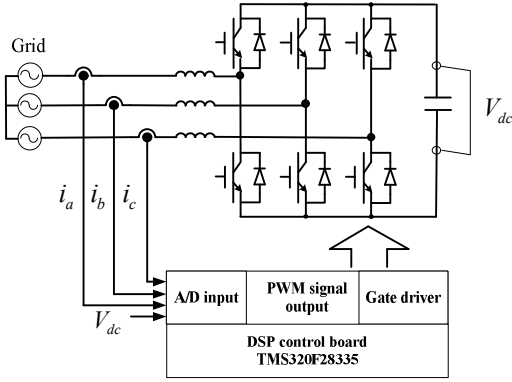 Grid
V_dc
i_a i_b i_c
A/D input
PWM signal
output
Gate driver
V_dc
DSP control board
TMS320F28335